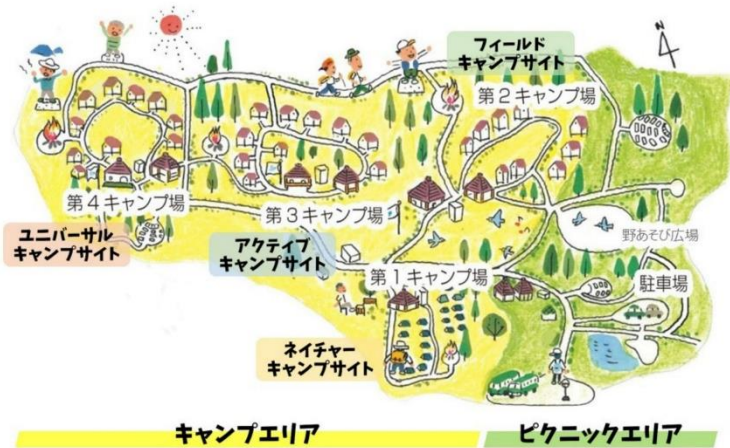 フィールド
キャンプサイト
N
第2キャンプ場
第4キャンプ場
第3キャンプ場
ユニバーサル
キャンプサイト
アクティブ
キャンプサイト
野あそび広場
第1キャンプ場
駐車場
ネイチャー
キャンプサイト
キャンプエリア
ピクニックエリア